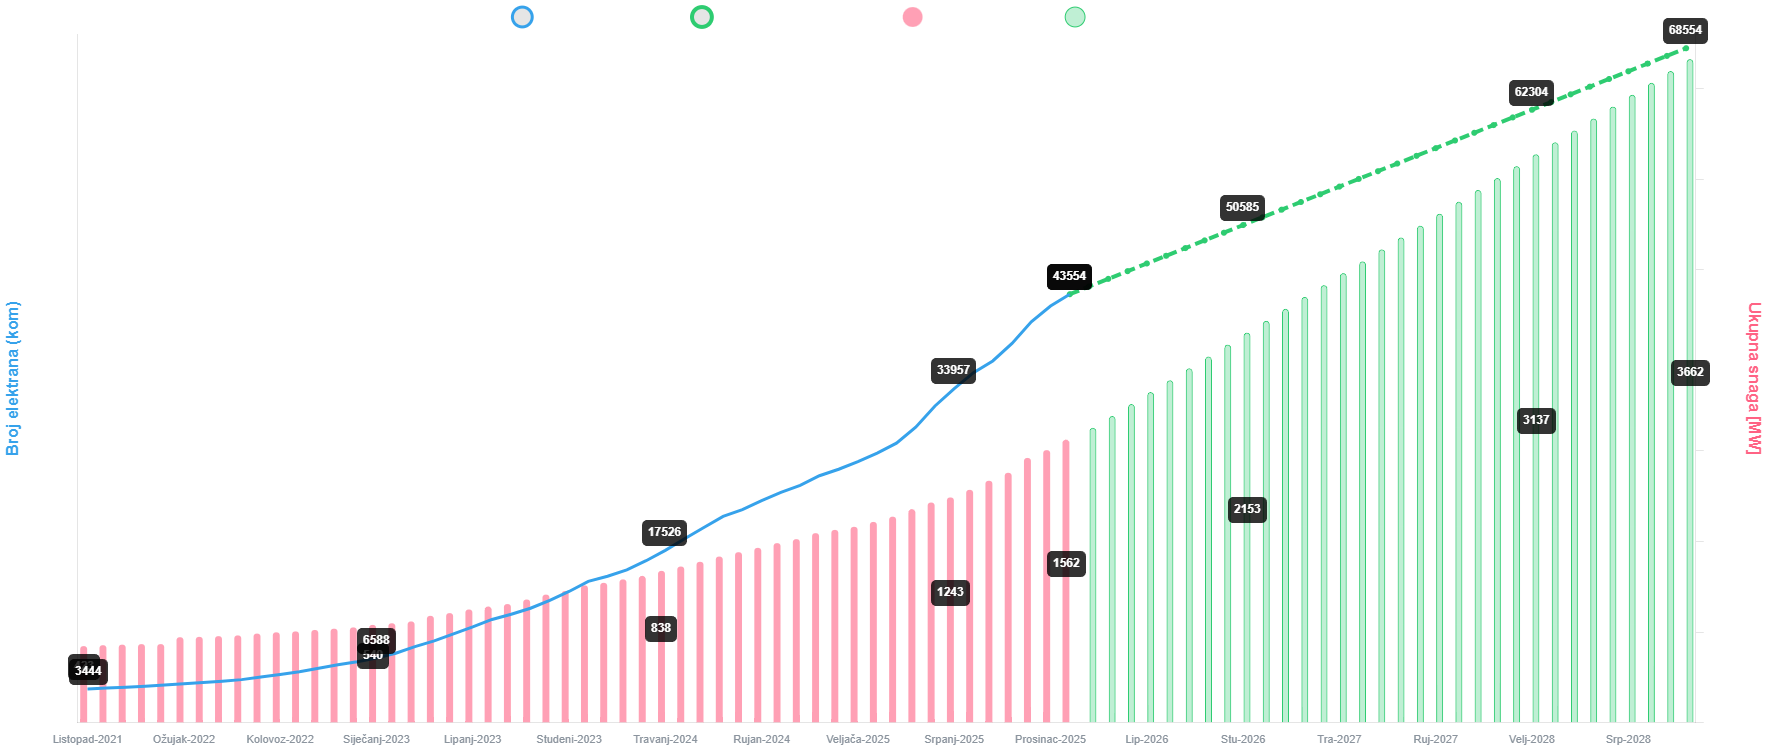 68554
62304
50585
43554
33957
3662
3137
17526
2153
1562
1243
838
6588
540
3444
Broj elektrana (kom)
Ukupna snaga [MW]
Listopad-2021
Ožujak-2022
Kolovoz-2022
Siječanj-2023
Lipanj-2023
Studeni-2023
Travanj-2024
Rujan-2024
Veljača-2025
Srpanj-2025
Prosinac-2025
Lip-2026
Stu-2026
Tra-2027
Ruj-2027
Velj-2028
Srp-2028